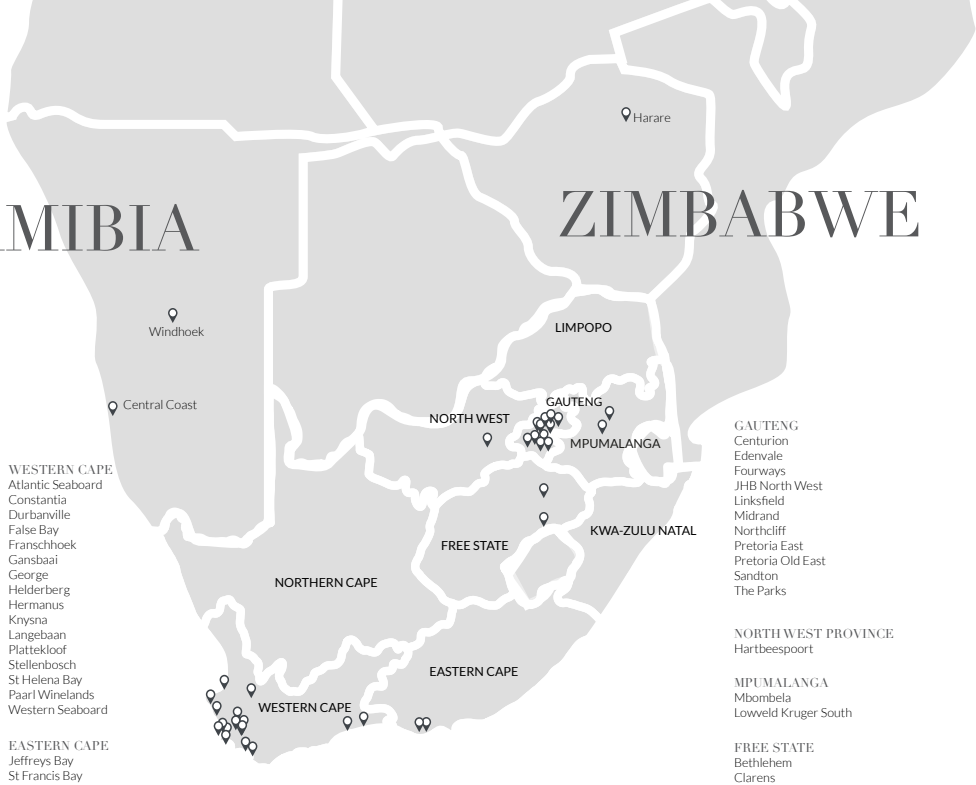 Harare
MIBIA
ZIMBABWE
Windhoek
LIMPOPO
Central Coast
GAUTENG
NORTH WEST
MPUMALANGA
KWA-ZULU NATAL
FREE STATE
NORTHERN CAPE
EASTERN CAPE
WESTERN CAPE
WESTERN CAPE
Atlantic Seaboard
Constantia
Durbanville
False Bay
Franschhoek
Gansbaai
George
Helderberg
Hermanus
Knysna
Langebaan
Plattekloof
Stellenbosch
St Helena Bay
Paarl Winelands
Western Seaboard
EASTERN CAPE
Jeffreys Bay
St Francis Bay
GAUTENG
Centurion
Edenvale
Fourways
JHB North West
Linksfield
Midrand
Northcliff
Pretoria East
Pretoria Old East
Sandton
The Parks
NORTH WEST PROVINCE
Hartbeespoort
MPUMALANGA
Mbombela
Lowveld Kruger South
FREE STATE
Bethlehem
Clarens